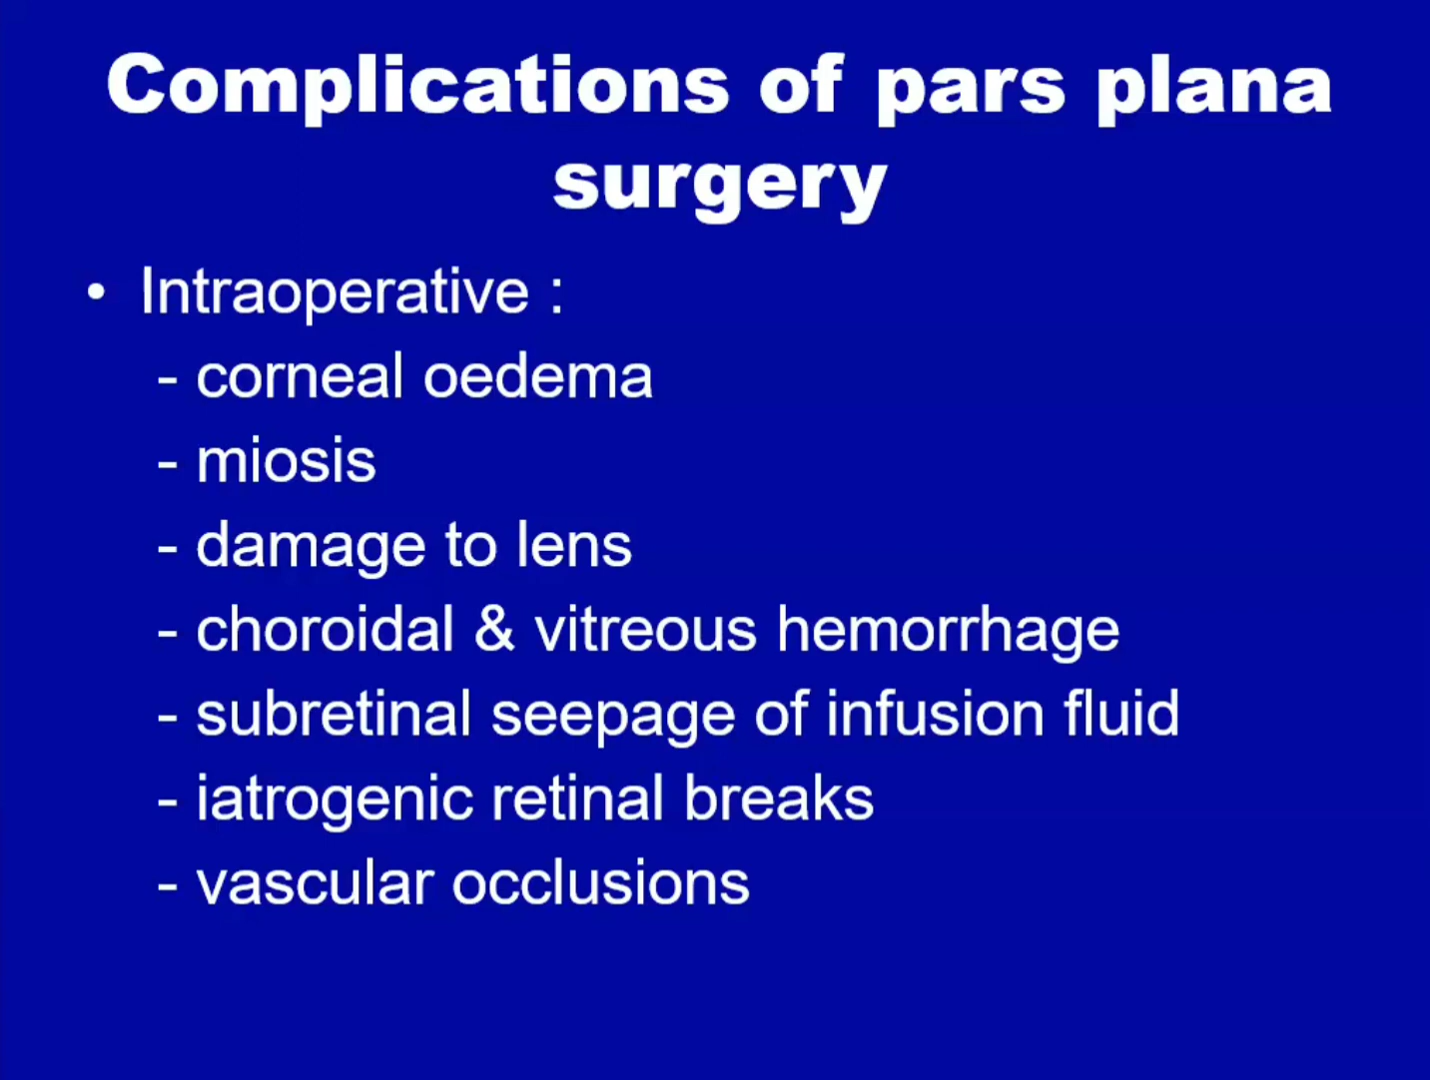 Complications of pars plana
surgery
• Intraoperative :
- corneal oedema
- miosis
- damage to lens
- choroidal & vitreous hemorrhage
- subretinal seepage of infusion fluid
- iatrogenic retinal breaks
- vascular occlusions